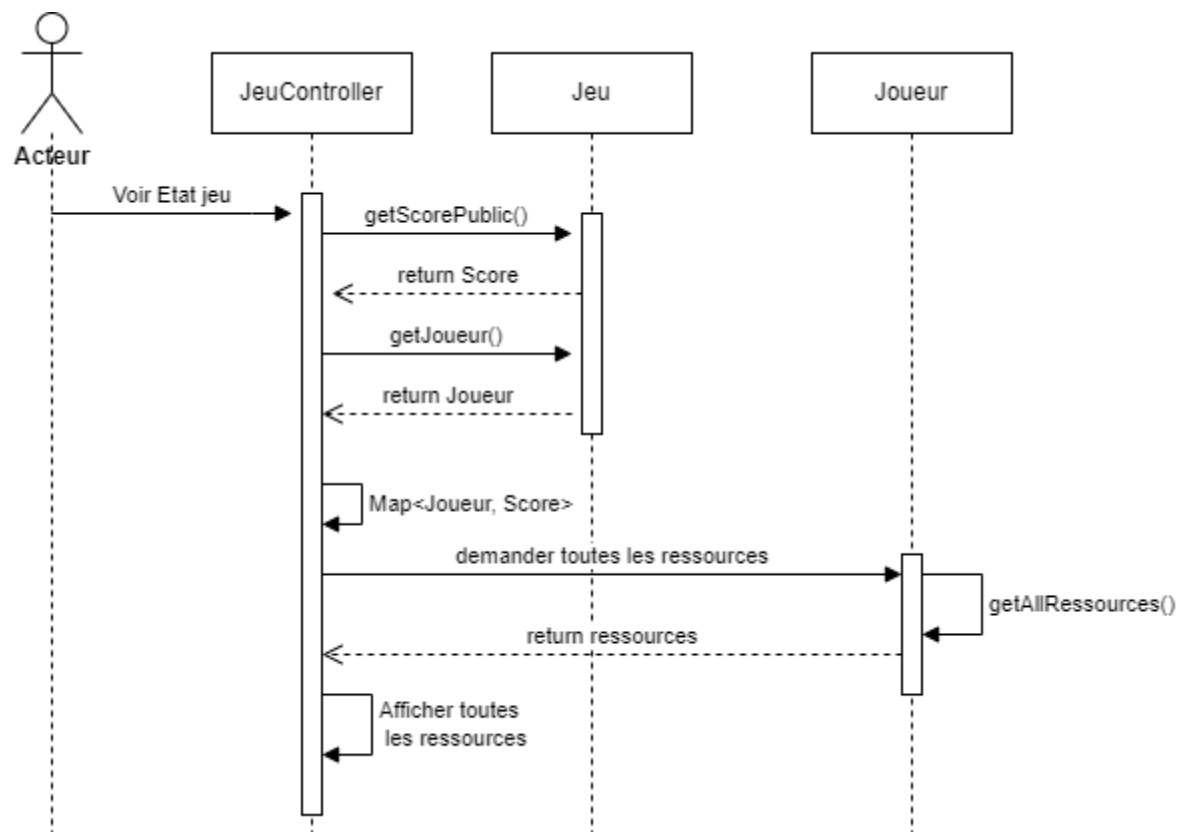 JeuController
Jeu
Joueur
Acteur
Voir Etat jeu
getScorePublic()
return Score
getJoueur()
return Joueur
Map<Joueur, Score>
demander toutes les ressources
getAllRessources()
return ressources
Afficher toutes
les ressources